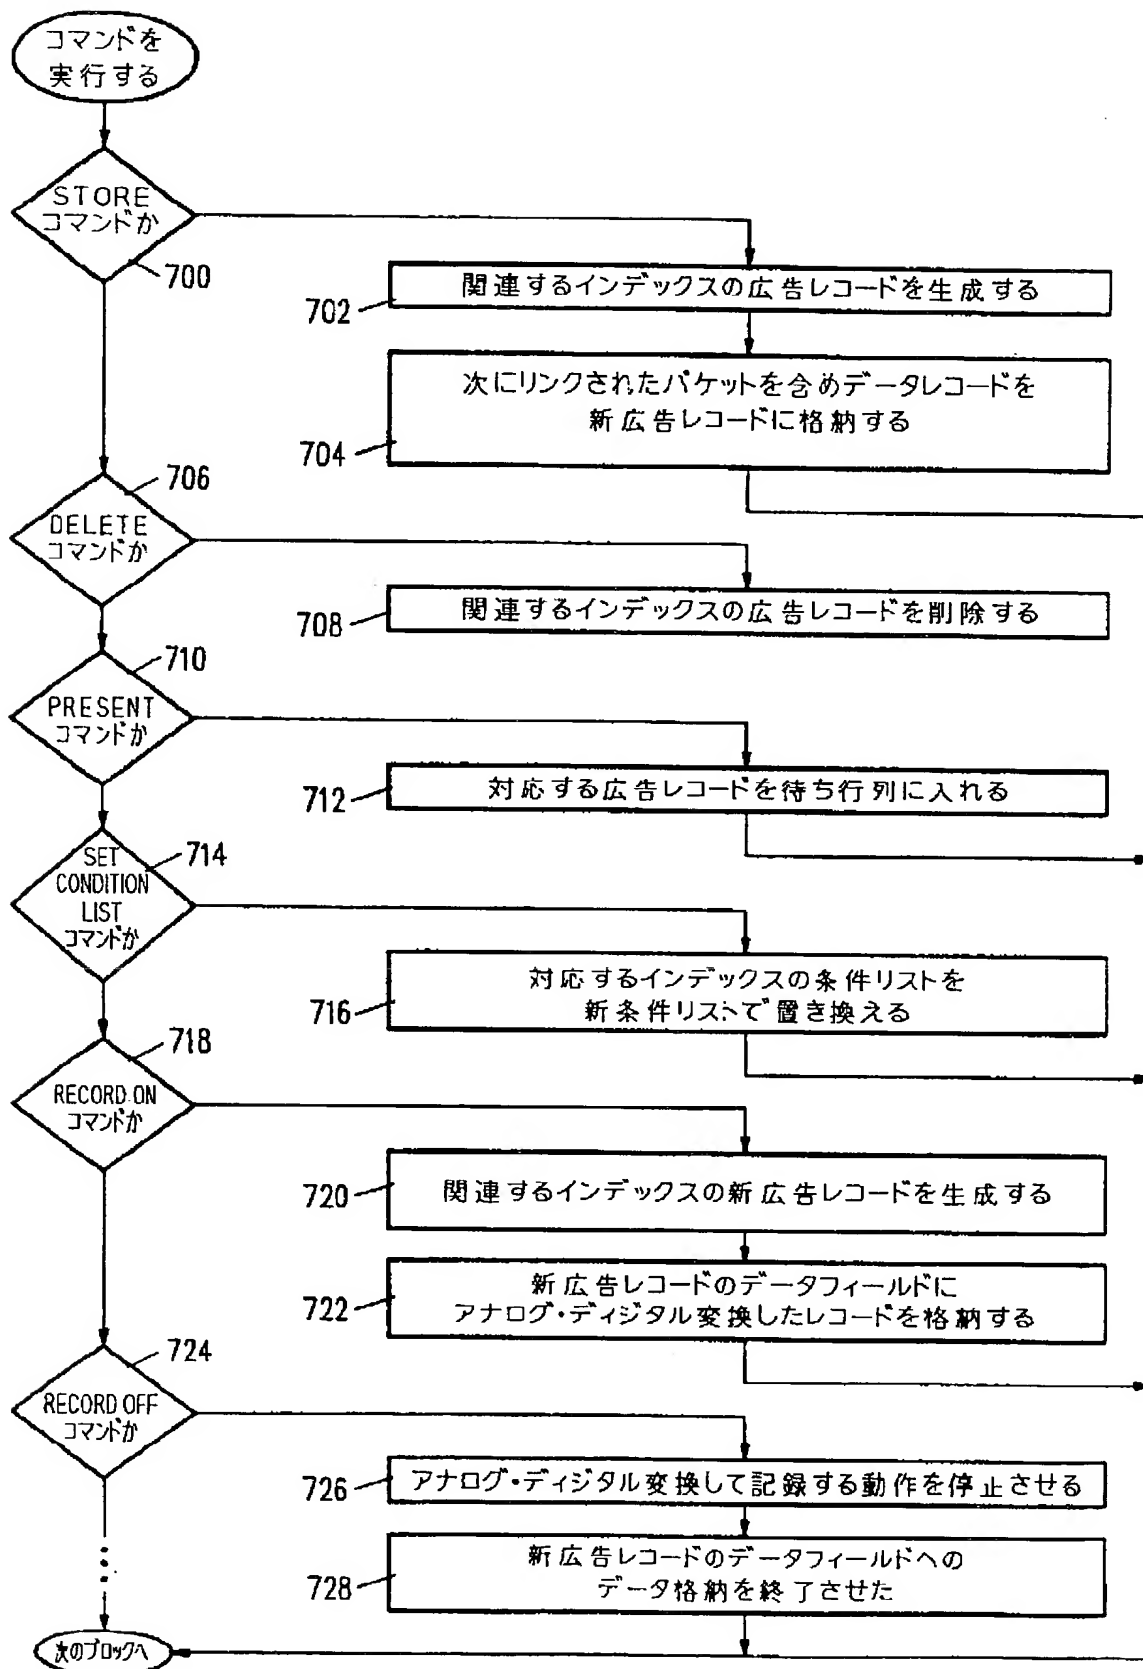 コマンドを
実行する
STORE
コマンドか
700
702
関連するインデックスの広告レコードを生成する
704
次にリンクされたパケットを含めデータレコードを
新広告レコードに格納する
706
DELETE
コマンドか
708
関連するインデックスの広告レコードを削除する
710
PRESENT
コマンドか
712
対応する広告レコードを待ち行列に入れる
714
SET
CONDITION
LIST
コマンドか
716
対応するインデックスの条件リストを
新条件リストで置き換える
718
RECORD ON
コマンドか
720
関連するインデックスの新広告レコードを生成する
722
新広告レコードのデータフィールドに
アナログ・ディジタル変換したレコードを格納する
724
RECORD OFF
コマンドか
726
アナログ・ディジタル変換して記録する動作を停止させる
728
新広告レコードのデータフィールドへの
データ格納を終了させた
次のブロックへ